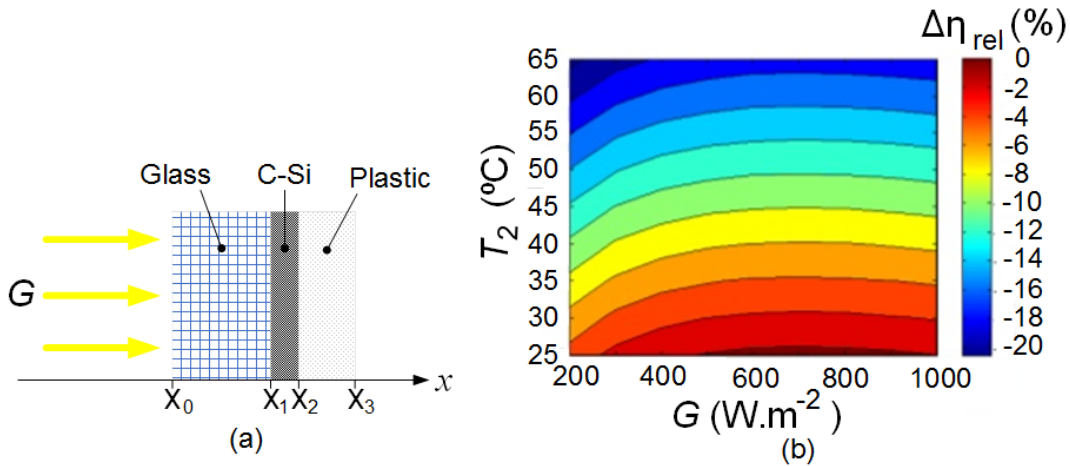 Glass C-Si Plastic
G
X₀ X₁ X₂ X₃ x
(a)
Δη rel (%)
65
60
55
50
45
40
35
30
25
T₂ (ºC)
200 400 600 800 1000
G (W.m⁻²)
(b)
0
-2
-4
-6
-8
-10
-12
-14
-16
-18
-20